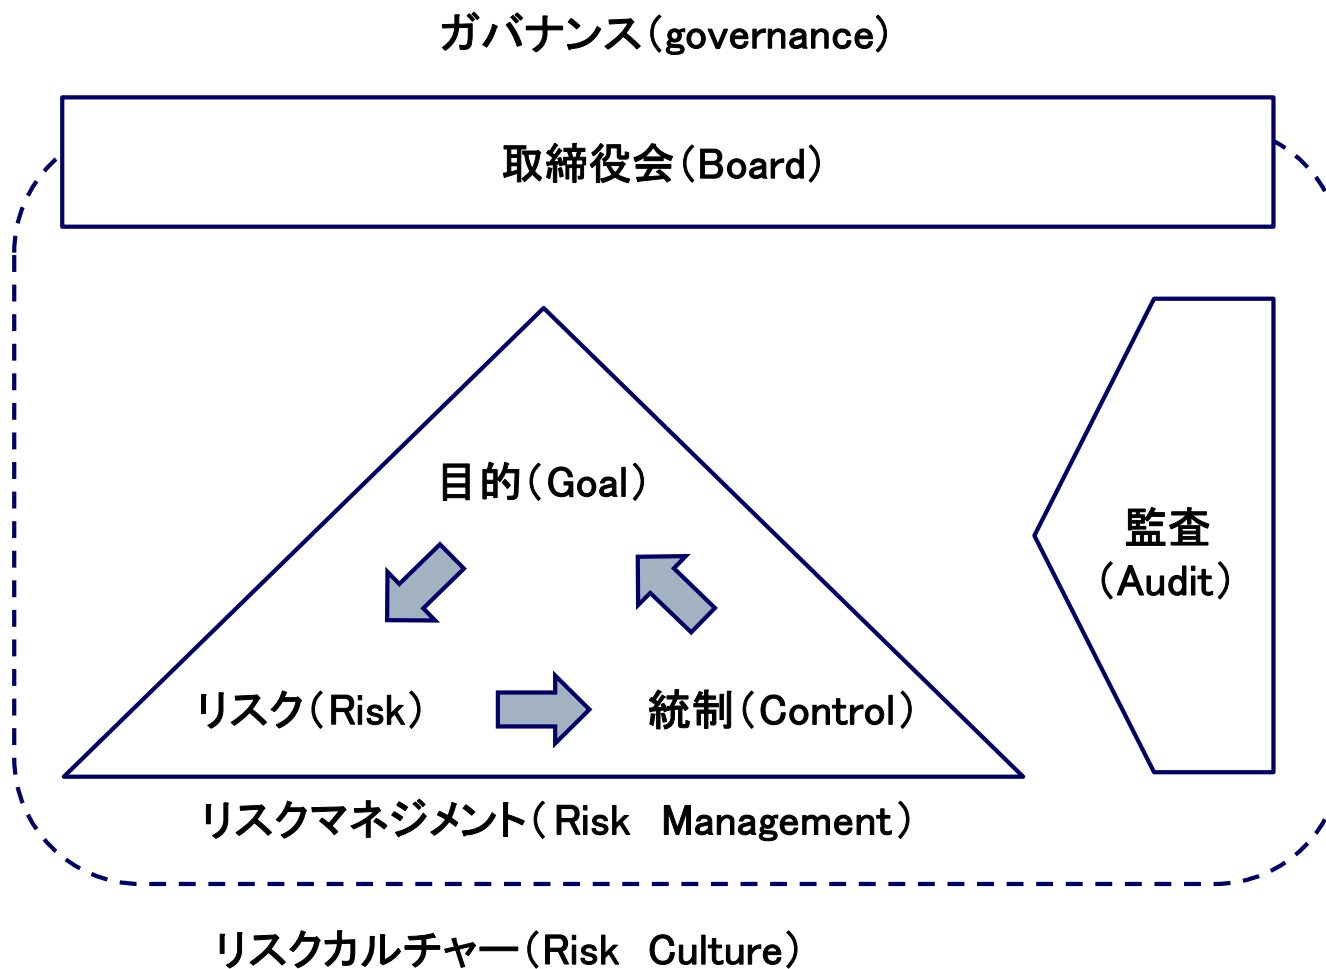 ガバナンス（governance）
取締役会（Board）
目的（Goal）
監査
（Audit）
リスク（Risk）
統制（Control）
リスクマネジメント（Risk　Management）
リスクカルチャー（Risk　Culture）